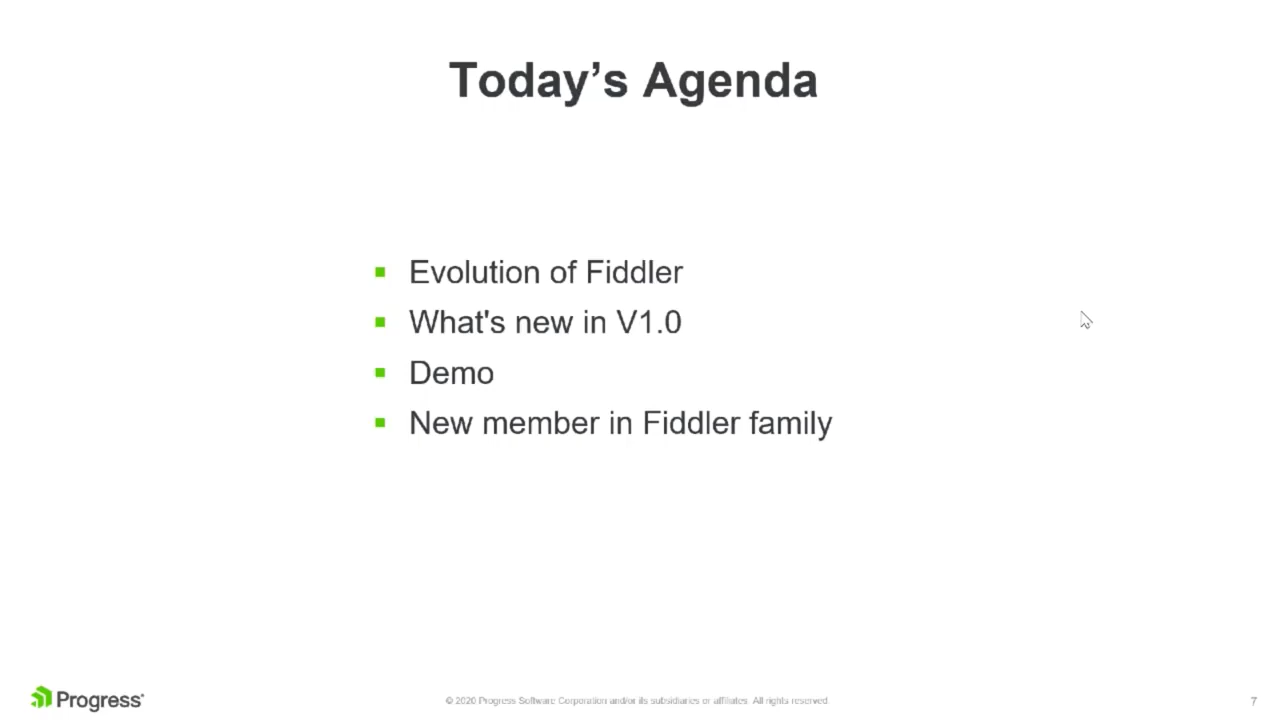 Today’s Agenda
Evolution of Fiddler
What's new in V1.0
Demo
New member in Fiddler family
Progress®
© 2020 Progress Software Corporation and/or its subsidiaries or affiliates. All rights reserved.
7